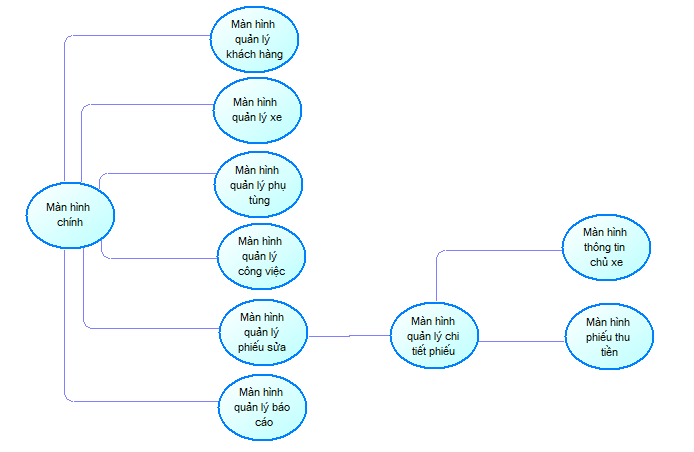 Màn hình
quản lý
khách hàng
Màn hình
quản lý xe
Màn hình
quản lý phụ
tùng
Màn hình
chính
Màn hình
quản lý
công việc
Màn hình
thông tin
chủ xe
Màn hình
quản lý
phiếu sửa
Màn hình
quản lý chi
tiết phiếu
Màn hình
phiếu thu
tiền
Màn hình
quản lý báo
cáo